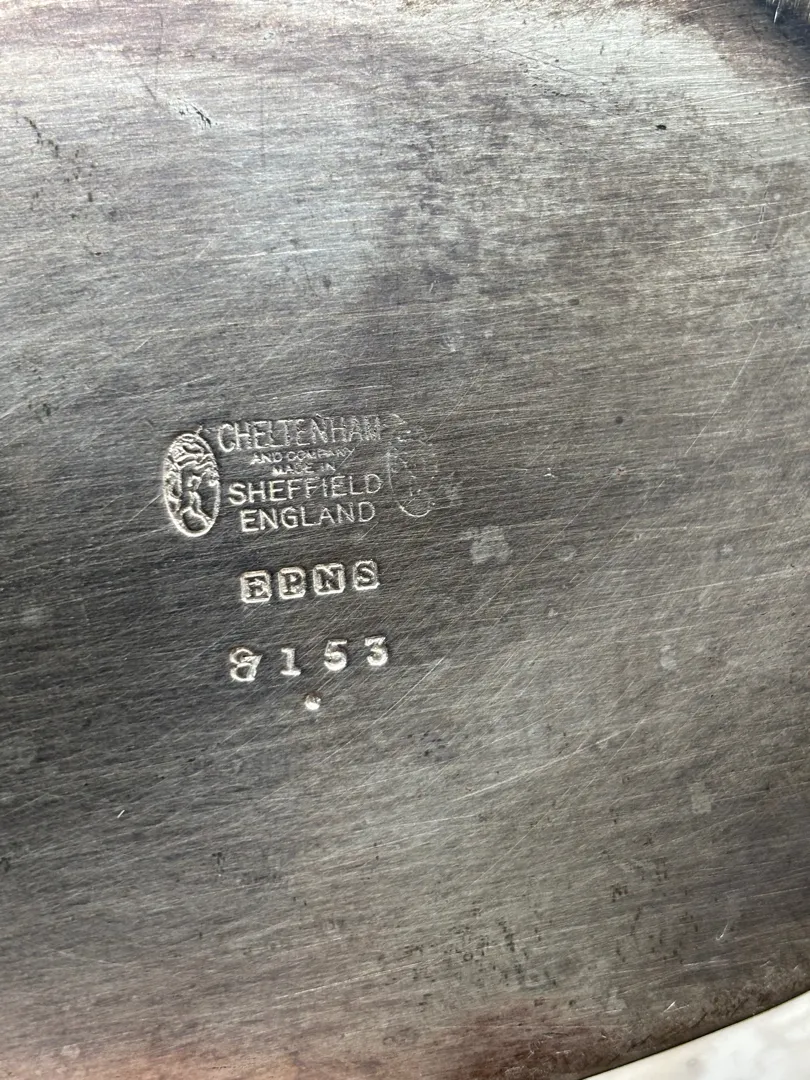 CHELTENHAM
AND COMPANY
MADE IN
SHEFFIELD
ENGLAND
EPNS
8153